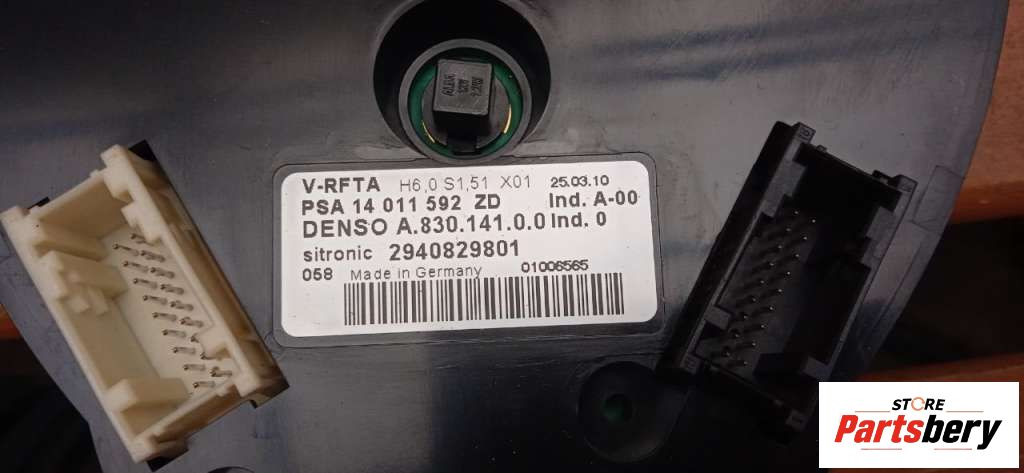 V-RFTA H6,0 S1,51 X01 25.03.10
PSA 14 011 592 ZD Ind. A-00
DENSO A.830.141.0.0 Ind. 0
sitronic 2940829801
058 Made in Germany 01006565
STORE
Partsbery